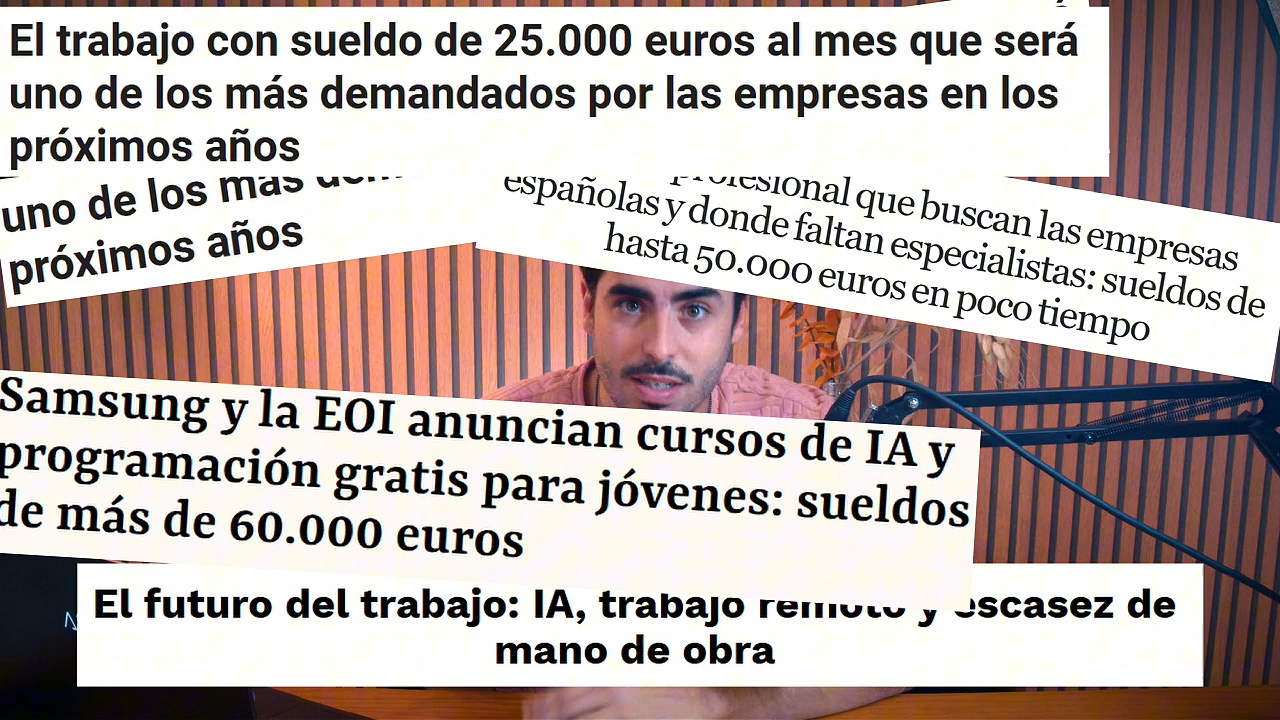 El trabajo con sueldo de 25.000 euros al mes que será
uno de los más demandados por las empresas en los
próximos años
uno de los más
próximos años
profesional que buscan las empresas
españolas y donde faltan especialistas: sueldos de
hasta 50.000 euros en poco tiempo
Samsung y la EOI anuncian cursos de IA y
programación gratis para jóvenes: sueldos
de más de 60.000 euros
El futuro del trabajo: IA, trabajo remoto y escasez de
mano de obra